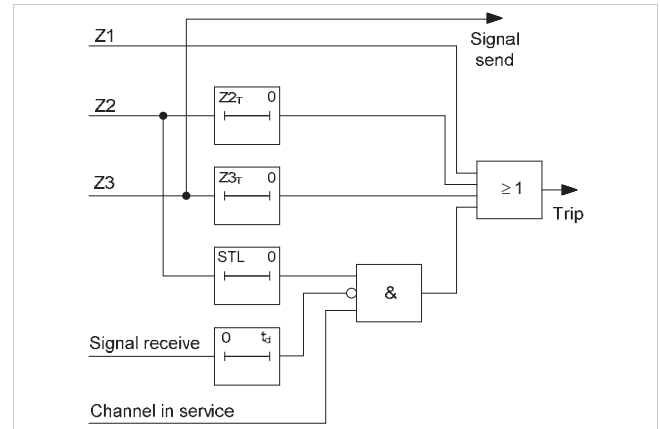 Z1
Signal
send
Z2
Z2T 0
Z3
Z3T 0
≥ 1
Trip
STL 0
&
Signal receive
0 td
Channel in service